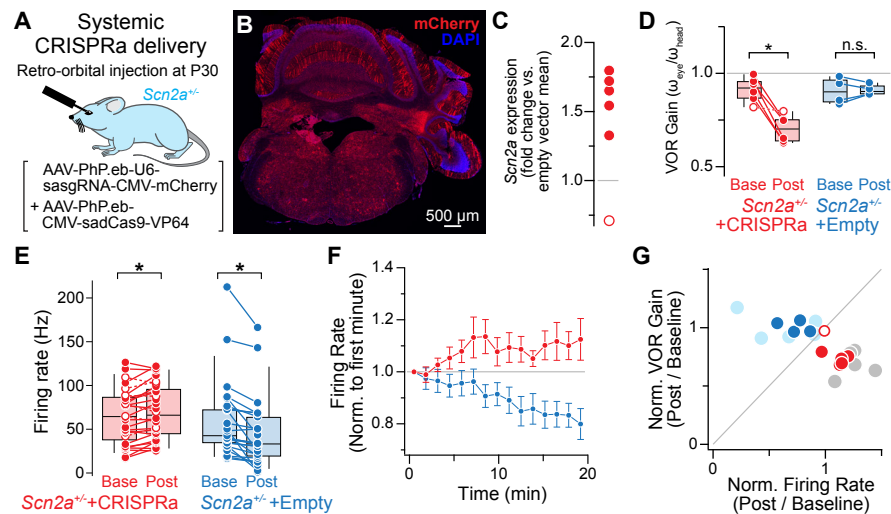 A
Systemic
CRISPRa delivery
Retro-orbital injection at P30
Scn2a+/-
AAV-PhP.eb-U6-
sasgRNA-CMV-mCherry
+ AAV-PhP.eb-
CMV-sadCas9-VP64
B
mCherry
DAPI
500 µm
C
Scn2a expression
(fold change vs.
empty vector mean)
2.0
1.5
1.0
D
VOR Gain (ωeye/ωhead)
1.0
0.5
*
n.s.
Base Post
Base Post
Scn2a+/-
+CRISPRa
Scn2a+/-
+Empty
E
Firing rate (Hz)
200
150
100
50
0
*
*
Base Post
Base Post
Scn2a+/-+CRISPRa
Scn2a+/- +Empty
F
Firing Rate
(Norm. to first minute)
1.4
1.2
1.0
0.8
0
10
20
Time (min)
G
Norm. VOR Gain
(Post / Baseline)
1
0
0
1
Norm. Firing Rate
(Post / Baseline)